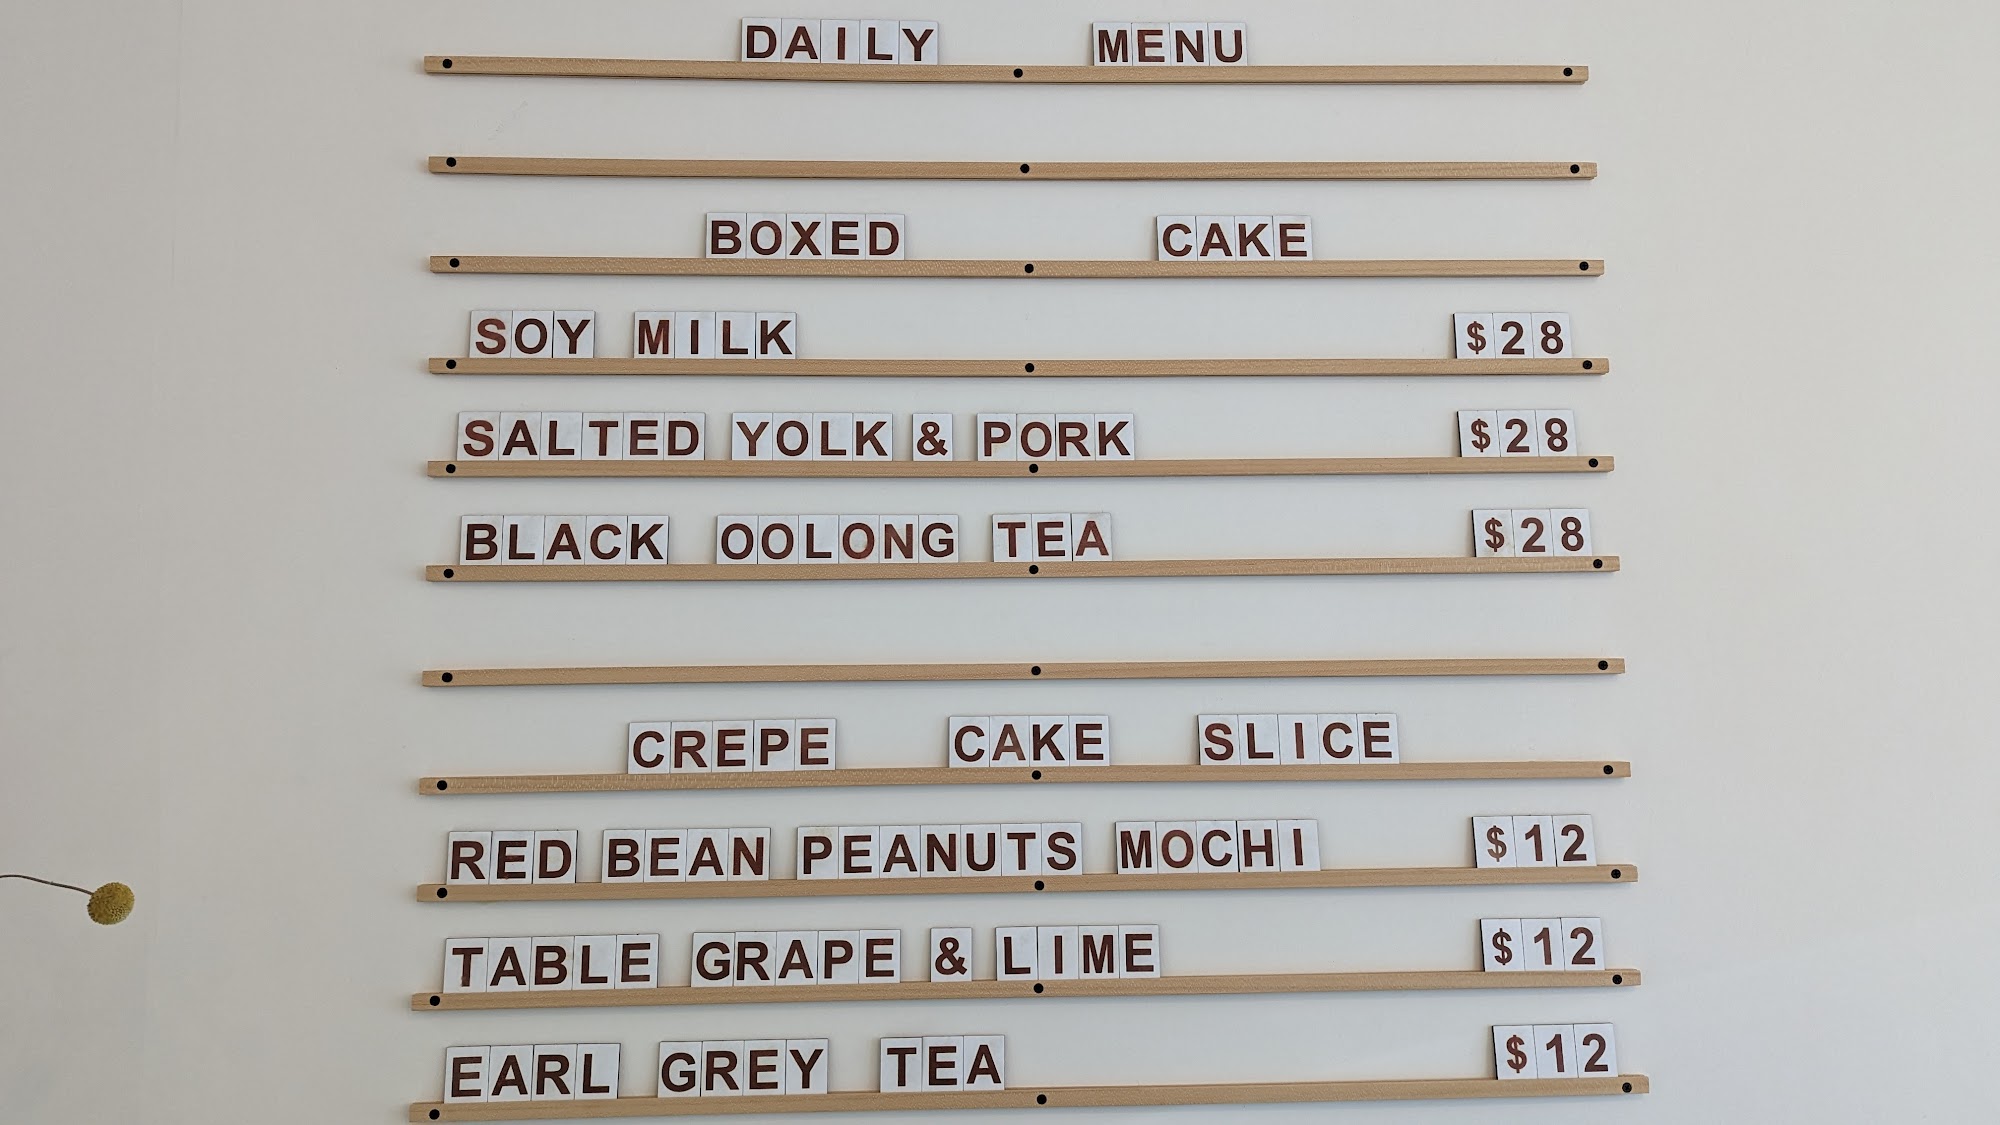 DAILY MENU
BOXED CAKE
SOY MILK $28
SALTED YOLK & PORK $28
BLACK OOLONG TEA $28
CREPE CAKE SLICE
RED BEAN PEANUTS MOCHI $12
TABLE GRAPE & LIME $12
EARL GREY TEA $12